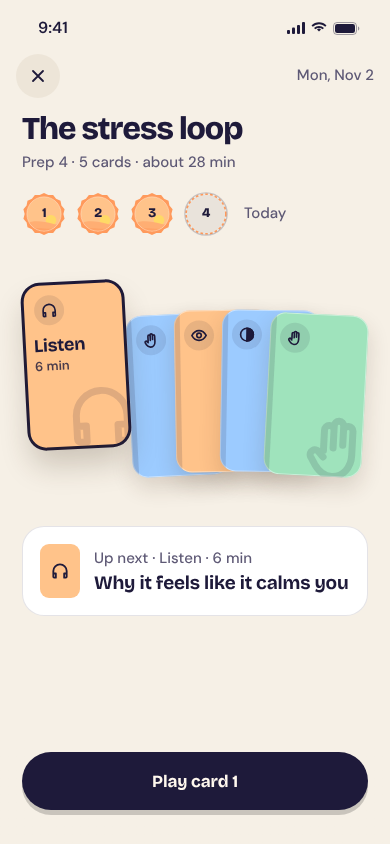 9:41
Mon, Nov 2
The stress loop
Prep 4 · 5 cards · about 28 min
1 2 3 4 Today
Listen
6 min
Up next · Listen · 6 min
Why it feels like it calms you
Play card 1